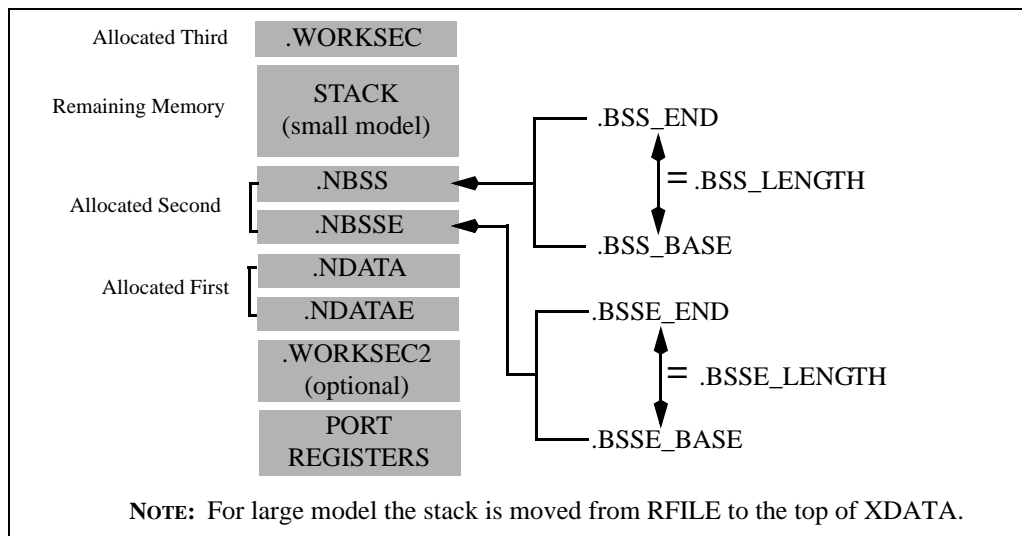 Allocated Third
.WORKSEC
Remaining Memory
STACK
(small model)
.BSS_END
= .BSS_LENGTH
.NBSS
Allocated Second
.NBSSE
.BSS_BASE
.NDATA
Allocated First
.NDATAE
.BSSE_END
.WORKSEC2
(optional)
= .BSSE_LENGTH
PORT
REGISTERS
.BSSE_BASE
NOTE: For large model the stack is moved from RFILE to the top of XDATA.